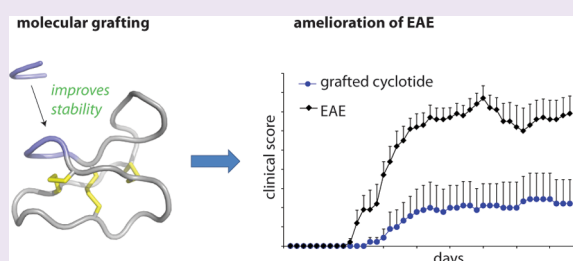 molecular grafting
amelioration of EAE
improves
stability
clinical score
grafted cyclotide
EAE
days